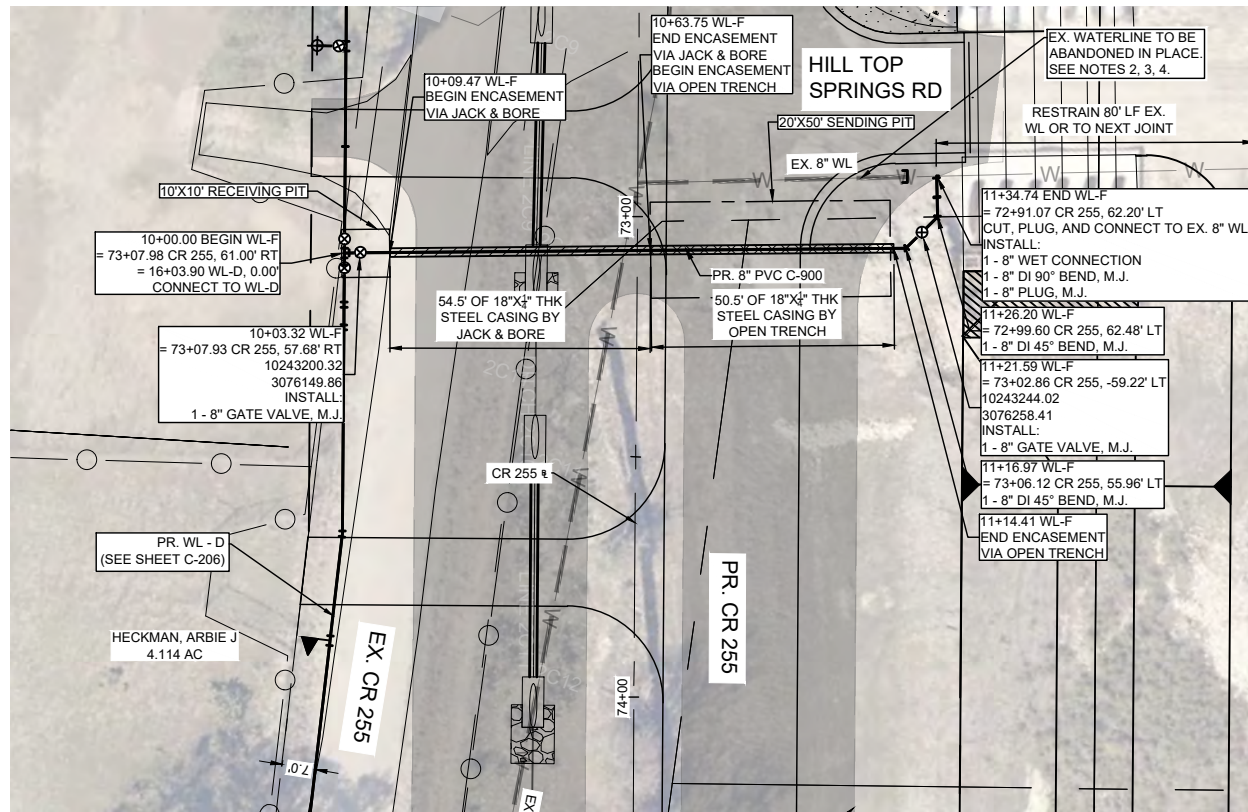 10+63.75 WL-F
END ENCASEMENT
VIA JACK & BORE
BEGIN ENCASEMENT
VIA OPEN TRENCH
HILL TOP
SPRINGS RD
EX. WATERLINE TO BE
ABANDONED IN PLACE.
SEE NOTES 2, 3, 4.
10+09.47 WL-F
BEGIN ENCASEMENT
VIA JACK & BORE
20'X50' SENDING PIT
RESTRAIN 80' LF EX.
WL OR TO NEXT JOINT
EX. 8" WL
W
W
W
W
10'X10' RECEIVING PIT
73+00
10+00.00 BEGIN WL-F
= 73+07.98 CR 255, 61.00' RT
= 16+03.90 WL-D, 0.00'
CONNECT TO WL-D
11+34.74 END WL-F
= 72+91.07 CR 255, 62.20' LT
CUT, PLUG, AND CONNECT TO EX. 8" WL
INSTALL:
1 - 8" WET CONNECTION
1 - 8" DI 90° BEND, M.J.
1 - 8" PLUG, M.J.
PR. 8" PVC C-900
54.5' OF 18"X THK
STEEL CASING BY
JACK & BORE
50.5' OF 18"X THK
STEEL CASING BY
OPEN TRENCH
11+26.20 WL-F
= 72+99.60 CR 255, 62.48' LT
1 - 8" DI 45° BEND, M.J.
10+03.32 WL-F
= 73+07.93 CR 255, 57.68' RT
10243200.32
3076149.86
INSTALL:
1 - 8" GATE VALVE, M.J.
11+21.59 WL-F
= 73+02.86 CR 255, -59.22' LT
10243244.02
3076258.41
INSTALL:
1 - 8" GATE VALVE, M.J.
CR 255
11+16.97 WL-F
= 73+06.12 CR 255, 55.96' LT
1 - 8" DI 45° BEND, M.J.
11+14.41 WL-F
END ENCASEMENT
VIA OPEN TRENCH
PR. WL - D
(SEE SHEET C-206)
HECKMAN, ARBIE J
4.114 AC
EX. CR 255
PR. CR 255
74+00
7.0'
EX